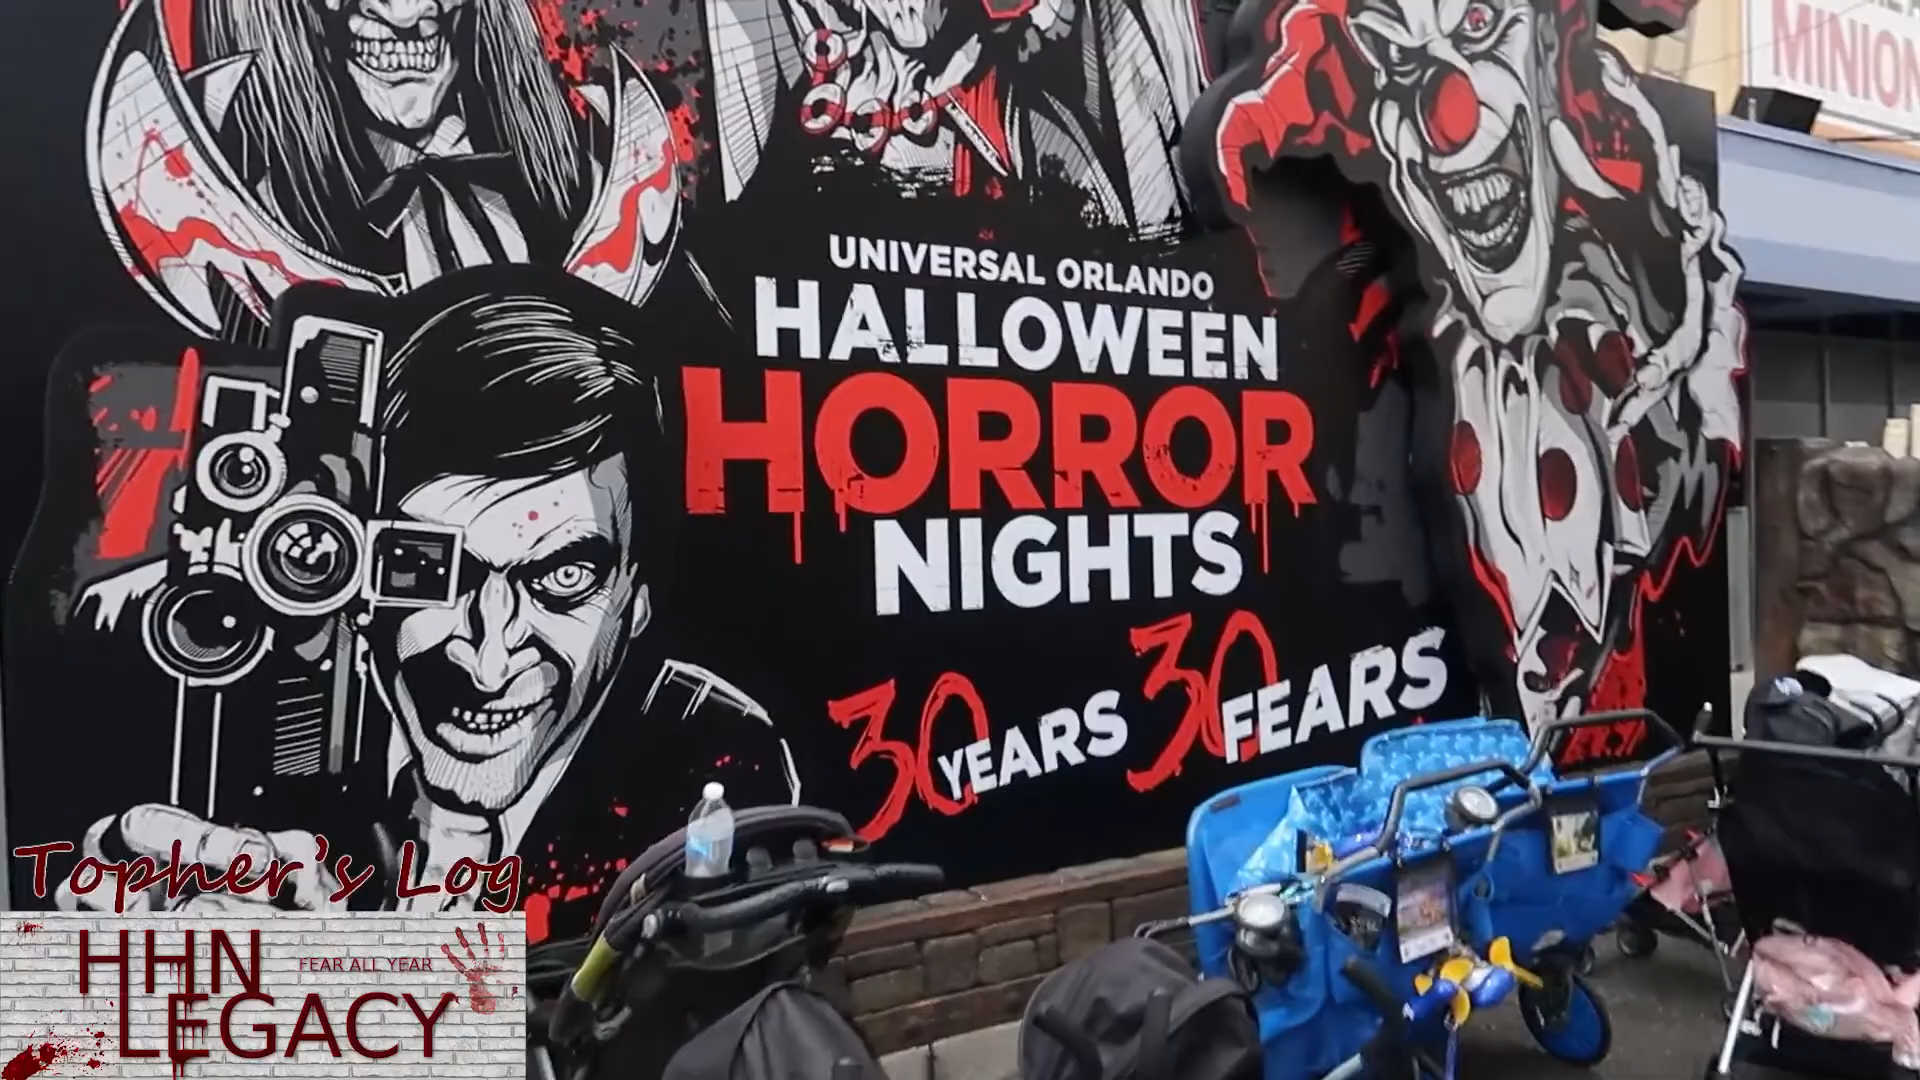 MINION
UNIVERSAL ORLANDO
HALLOWEEN
HORROR
NIGHTS
30 YEARS 30 FEARS
Topher's Log
HHN
FEAR ALL YEAR
LEGACY